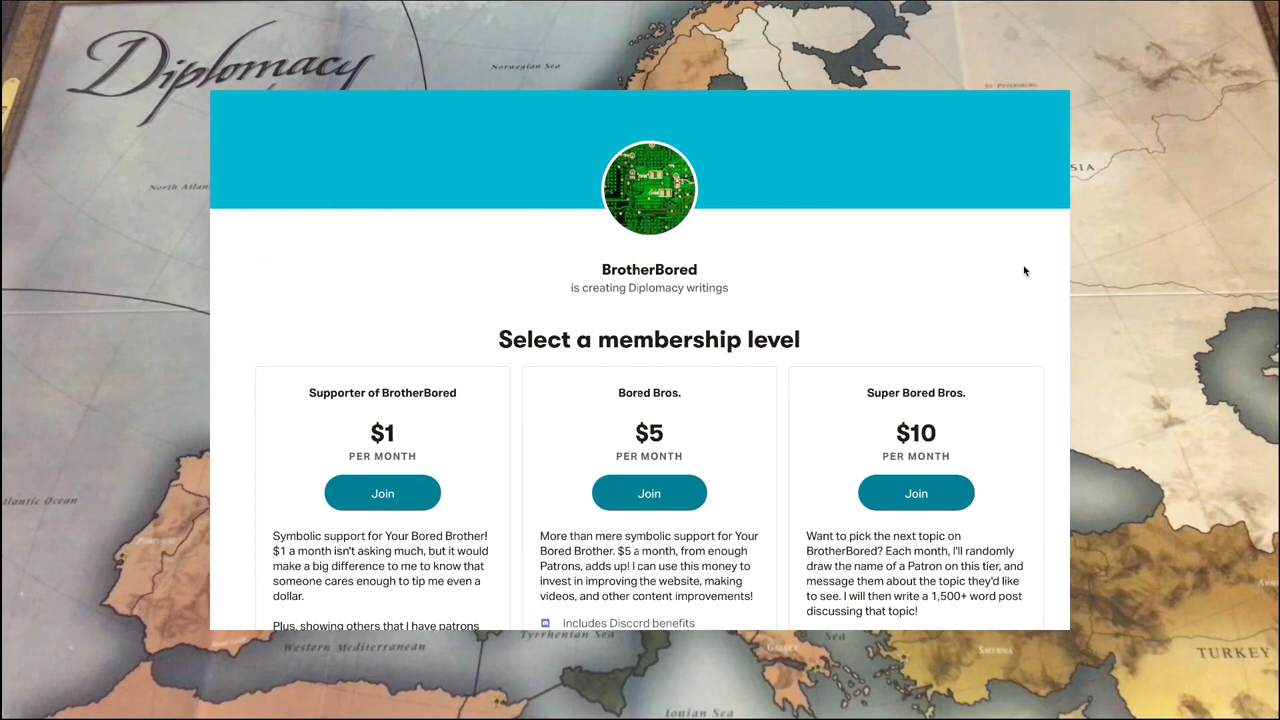 Diplomacy
Norwegian Sea
St PETERSBURG
SIA
North Atlan
BrotherBored
is creating Diplomacy writings
Select a membership level
Supporter of BrotherBored
$1
PER MONTH
Join
Symbolic support for Your Bored Brother!
$1 a month isn't asking much, but it would
make a big difference to me to know that
someone cares enough to tip me even a
dollar.
Plus, showing others that I have patrons
Bored Bros.
$5
PER MONTH
Join
More than mere symbolic support for Your
Bored Brother. $5 a month, from enough
Patrons, adds up! I can use this money to
invest in improving the website, making
videos, and other content improvements!
Includes Discord benefits
Super Bored Bros.
$10
PER MONTH
Join
Want to pick the next topic on
BrotherBored? Each month, I'll randomly
draw the name of a Patron on this tier, and
message them about the topic they'd like
to see. I will then write a 1,500+ word post
discussing that topic!
tlantic Ocean
PORTUGAL
Western Mediterranean
Tyrrhenian Sea
Ionian Sea
GREECE
Sea
SMYRNA
TURKEY